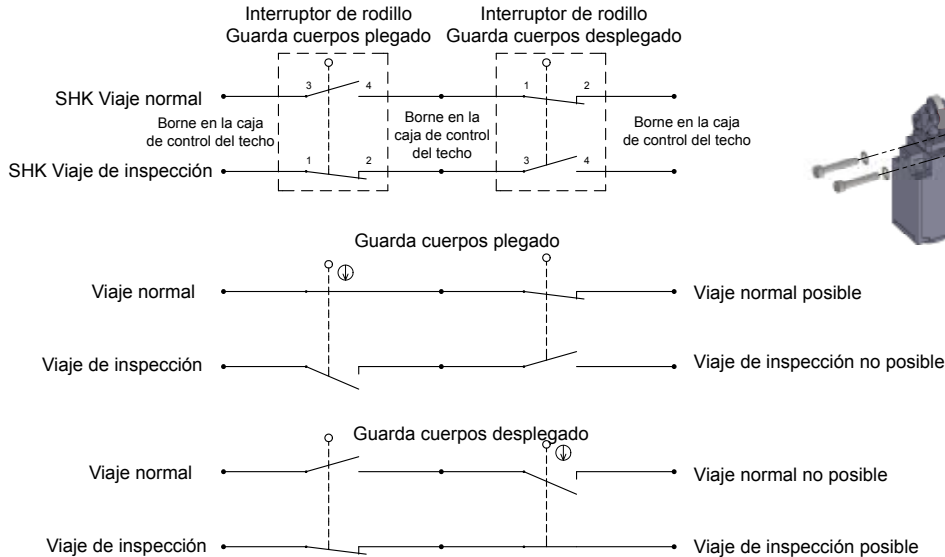 Interruptor de rodillo
Guarda cuerpos plegado
Interruptor de rodillo
Guarda cuerpos desplegado
3 4
1 2
SHK Viaje normal
Borne en la caja
de control del techo
Borne en la
caja de control
del techo
Borne en la caja
de control del techo
1 2
3 4
SHK Viaje de inspección
Guarda cuerpos plegado
Viaje normal
Viaje normal posible
Viaje de inspección
Viaje de inspección no posible
Guarda cuerpos desplegado
Viaje normal
Viaje normal no posible
Viaje de inspección
Viaje de inspección posible